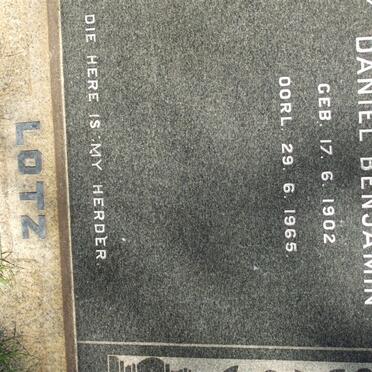 DANIEL BENJAMIN
GEB. 17. 6. 1902
OORL. 29. 6. 1965
DIE HERE IS MY HERDER.
LOTZ